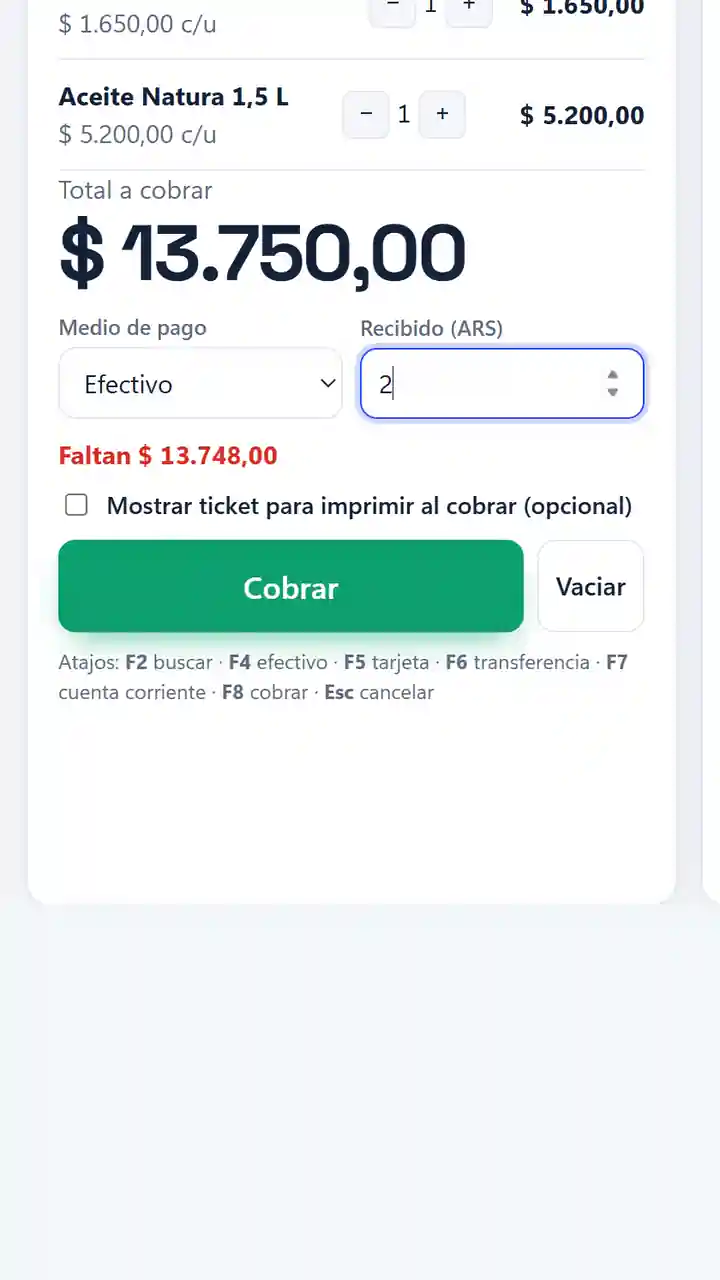 $ 1.650,00 c/u − 1 + $ 1.650,00
Aceite Natura 1,5 L
$ 5.200,00 c/u − 1 + $ 5.200,00
Total a cobrar
$ 13.750,00
Medio de pago Recibido (ARS)
Efectivo 2
Faltan $ 13.748,00
Mostrar ticket para imprimir al cobrar (opcional)
Cobrar Vaciar
Atajos: F2 buscar · F4 efectivo · F5 tarjeta · F6 transferencia · F7
cuenta corriente · F8 cobrar · Esc cancelar